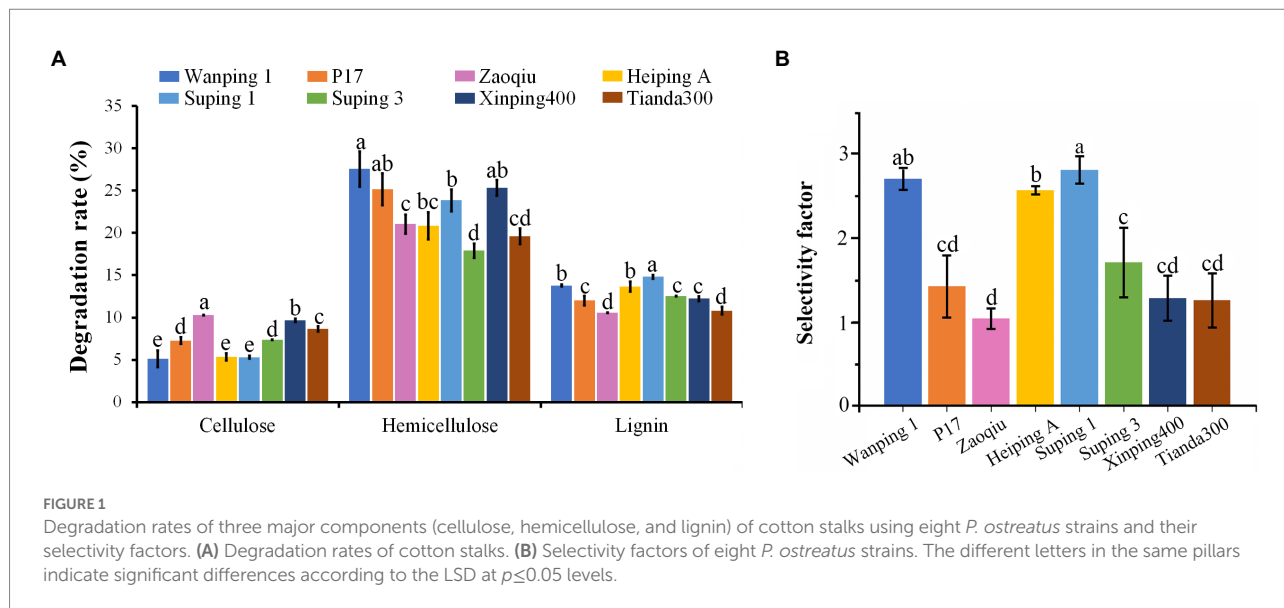 A
Wanping 1 P17 Zaoqiu Heiping A
Suping 1 Suping 3 Xinping400 Tianda300
Degradation rate (%)
35
30
25
20
15
10
5
0
e d a e e d b c
a ab c bc b d ab cd
b c d b a c c d
Cellulose Hemicellulose Lignin
B
Selectivity factor
3
2
1
0
ab cd d b a c cd cd
Wanping 1 P17 Zaoqiu Heiping A Suping 1 Suping 3 Xinping400 Tianda300
FIGURE 1
Degradation rates of three major components (cellulose, hemicellulose, and lignin) of cotton stalks using eight P. ostreatus strains and their
selectivity factors. (A) Degradation rates of cotton stalks. (B) Selectivity factors of eight P. ostreatus strains. The different letters in the same pillars
indicate significant differences according to the LSD at p≤0.05 levels.